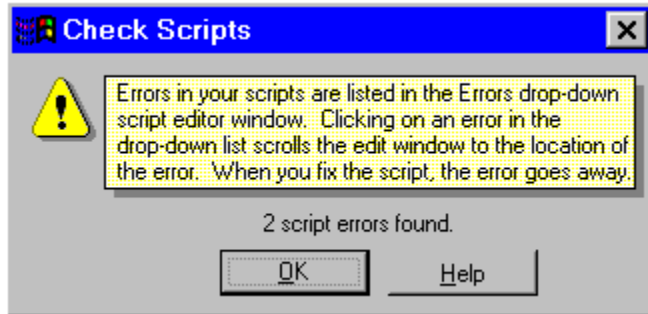 Check Scripts
Errors in your scripts are listed in the Errors drop-down
script editor window. Clicking on an error in the
drop-down list scrolls the edit window to the location of
the error. When you fix the script, the error goes away.
2 script errors found.
OK
Help